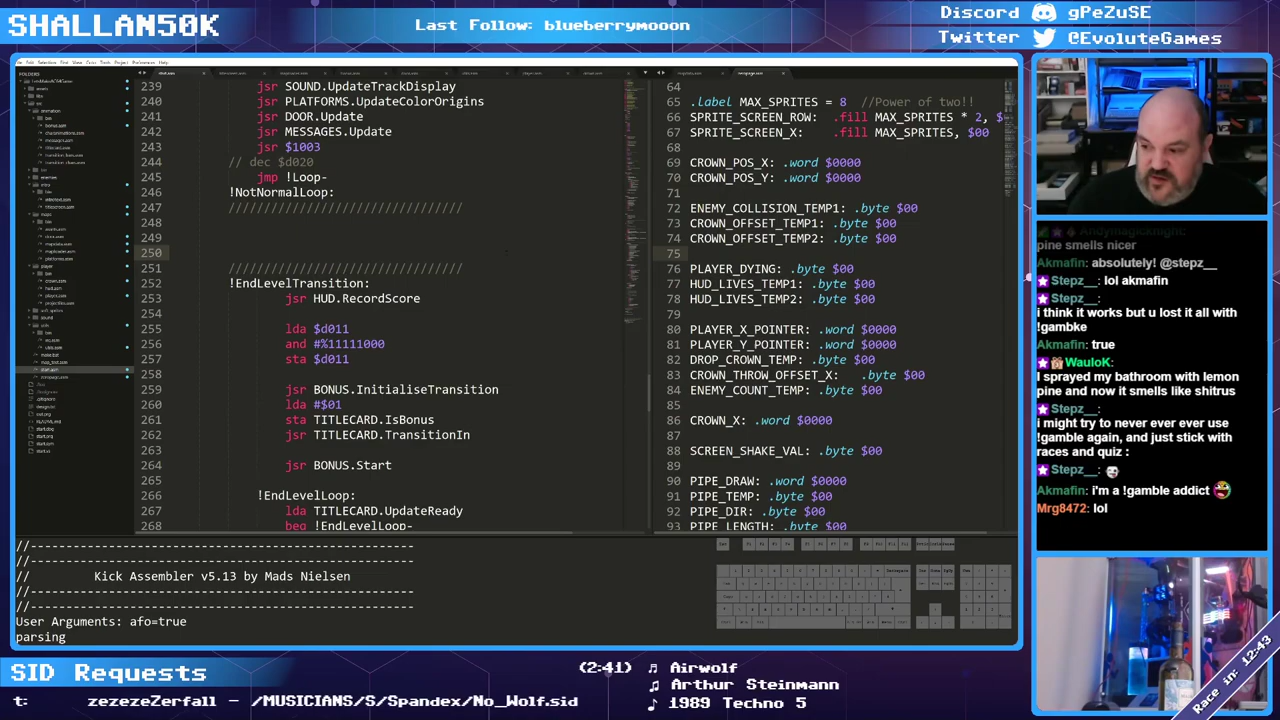 SHALLAN50K
Last Follow: blueberrymooon
Discord gPeZuSE
Twitter @EvoluteGames
FOLDERS
239 jsr SOUND.UpdateTrackDisplay
240 jsr PLATFORMS.UpdateColorOrigins
241 jsr DOOR.Update
242 jsr MESSAGES.Update
243 jsr $1003
244 // dec $d020
245 jmp !Loop-
246 !NotNormalLoop:
247 /////////////////////////////////
248
249
250
251 /////////////////////////////////
252 !EndLevelTransition:
253 jsr HUD.RecordScore
254
255 lda $d011
256 and #%11111000
257 sta $d011
258
259 jsr BONUS.InitialiseTransition
260 lda #$01
261 sta TITLECARD.IsBonus
262 jsr TITLECARD.TransitionIn
263
264 jsr BONUS.Start
265
266 !EndLevelLoop:
267 lda TITLECARD.UpdateReady
268 beq !EndLevelLoop-
64
65 .label MAX_SPRITES = 8 //Power of two!!
66 SPRITE_SCREEN_ROW: .fill MAX_SPRITES * 2, $
67 SPRITE_SCREEN_X: .fill MAX_SPRITES, $00
68
69 CROWN_POS_X: .word $0000
70 CROWN_POS_Y: .word $0000
71
72 ENEMY_COLLISION_TEMP1: .byte $00
73 CROWN_OFFSET_TEMP1: .byte $00
74 CROWN_OFFSET_TEMP2: .byte $00
75
76 PLAYER_DYING: .byte $00
77 HUD_LIVES_TEMP1: .byte $00
78 HUD_LIVES_TEMP2: .byte $00
79
80 PLAYER_X_POINTER: .word $0000
81 PLAYER_Y_POINTER: .word $0000
82 DROP_CROWN_TEMP: .byte $00
83 CROWN_THROW_OFFSET_X: .byte $00
84 ENEMY_COUNT_TEMP: .byte $00
85
86 CROWN_X: .word $0000
87
88 SCREEN_SHAKE_VAL: .byte $00
89
90 PIPE_DRAW: .word $0000
91 PIPE_TEMP: .byte $00
92 PIPE_DIR: .byte $00
93 PIPE_LENGTH: .byte $00
//------------------------------------------------------
//------------------------------------------------------
// Kick Assembler v5.13 by Mads Nielsen
//------------------------------------------------------
//------------------------------------------------------
User Arguments: afo=true
parsing
Andymagicknight:
pine smells nicer
Akmafin: absolutely! @stepz__
Stepz__: lol akmafin
Stepz__:
i think it works but u lost it all with
!gambke
Akmafin: true
WauloK:
I sprayed my bathroom with lemon
pine and now it smells like shitrus
Stepz__:
i might try to never ever ever use
!gamble again, and just stick with
races and quiz :
Stepz__:
Akmafin: i'm a !gamble addict
Mrg8472: lol
Race in: 12:43
SID Requests
(2:41) Airwolf
Arthur Steinmann
1989 Techno 5
t: zezezeZerfall - /MUSICIANS/S/Spandex/No_Wolf.sid